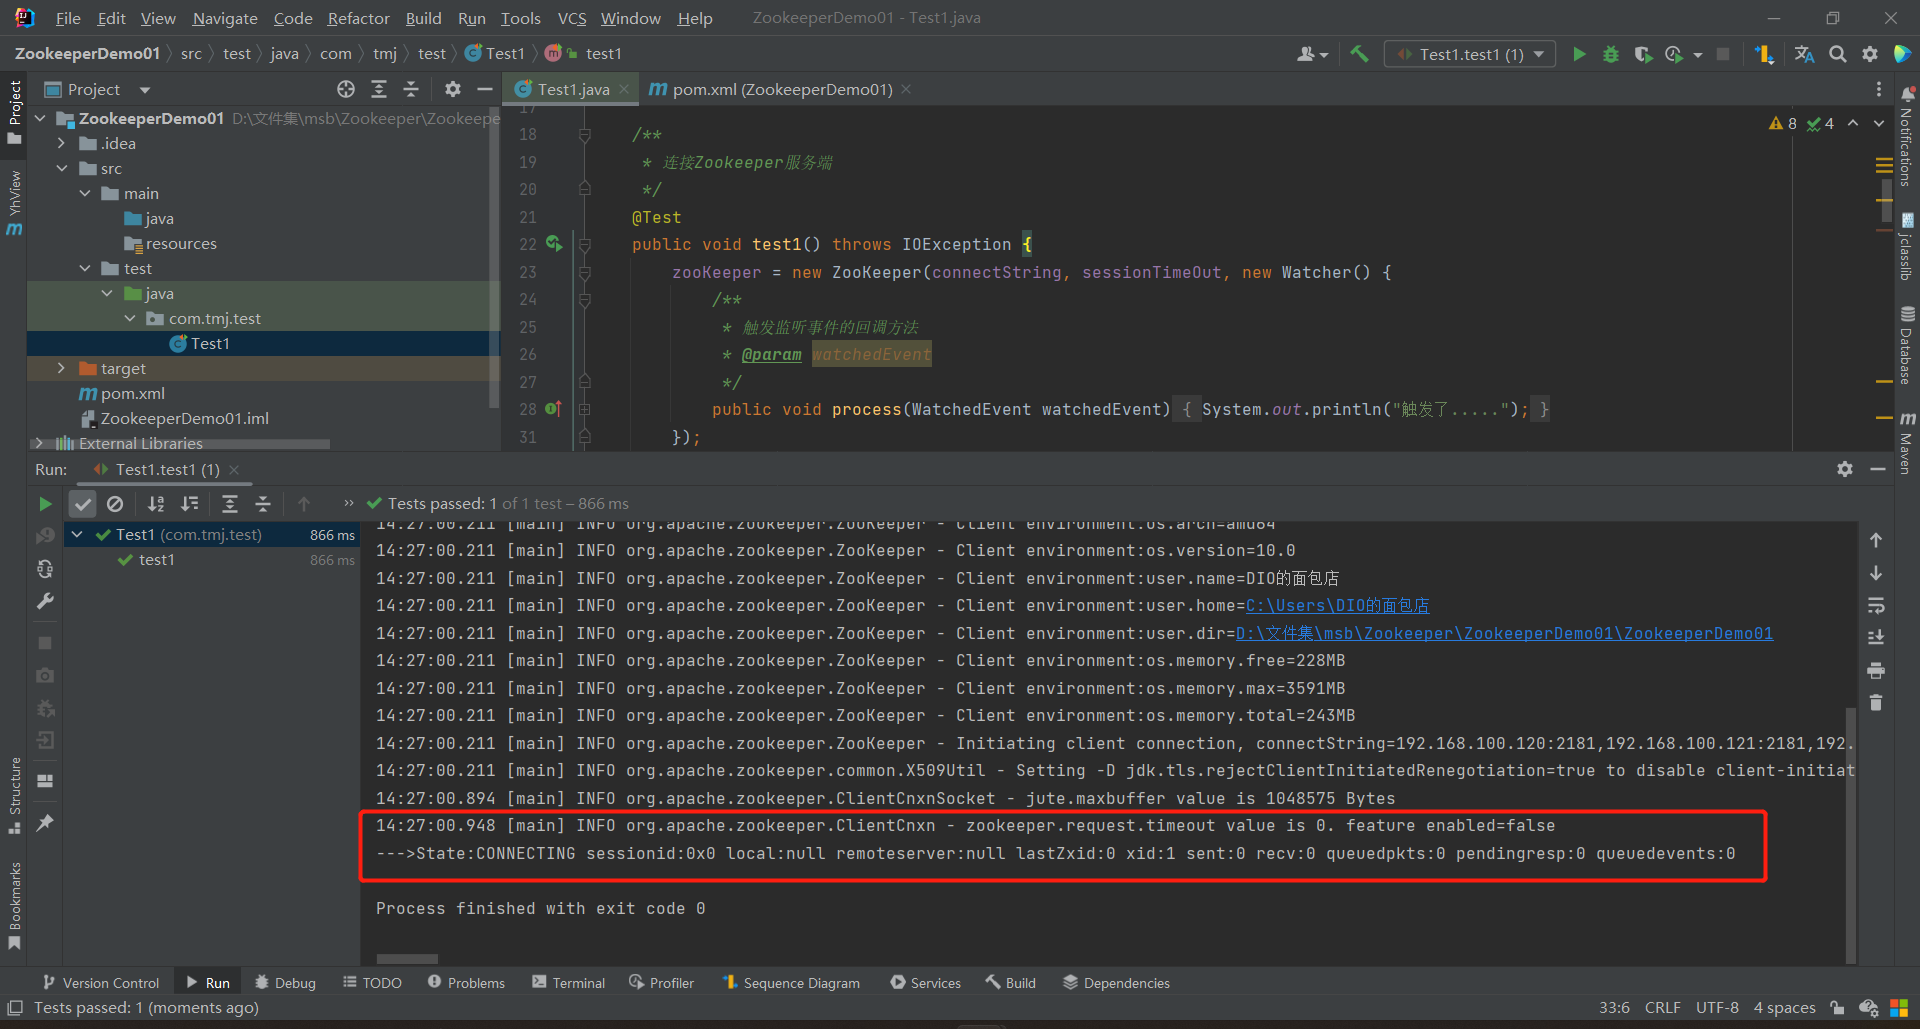 File Edit View Navigate Code Refactor Build Run Tools VCS Window Help ZookeeperDemo01 - Test1.java
ZookeeperDemo01 src test java com tmj test Test1 test1 Test1.test1 (1)
Project Test1.java pom.xml (ZookeeperDemo01)
Project
YhView
Structure
Bookmarks
ZookeeperDemo01 D:\文件集\msb\Zookeeper\Zookeepe
.idea
src
main
java
resources
test
java
com.tmj.test
Test1
target
pom.xml
ZookeeperDemo01.iml
External Libraries
8 4
17
18 /**
19 * 连接Zookeeper服务端
20 */
21 @Test
22 public void test1() throws IOException {
23 zooKeeper = new ZooKeeper(connectString, sessionTimeOut, new Watcher() {
24 /**
25 * 触发监听事件的回调方法
26 * @param watchedEvent
27 */
28 public void process(WatchedEvent watchedEvent) { System.out.println("触发了....."); }
31 });
Notifications
jclasslib
Database
Maven
Run: Test1.test1 (1)
Tests passed: 1 of 1 test – 866 ms
Test1 (com.tmj.test) 866 ms
test1 866 ms
14:27:00.211 [main] INFO org.apache.zookeeper.ZooKeeper - Client environment:os.arch=amd64
14:27:00.211 [main] INFO org.apache.zookeeper.ZooKeeper - Client environment:os.version=10.0
14:27:00.211 [main] INFO org.apache.zookeeper.ZooKeeper - Client environment:user.name=DIO的面包店
14:27:00.211 [main] INFO org.apache.zookeeper.ZooKeeper - Client environment:user.home=C:\Users\DIO的面包店
14:27:00.211 [main] INFO org.apache.zookeeper.ZooKeeper - Client environment:user.dir=D:\文件集\msb\Zookeeper\ZookeeperDemo01\ZookeeperDemo01
14:27:00.211 [main] INFO org.apache.zookeeper.ZooKeeper - Client environment:os.memory.free=228MB
14:27:00.211 [main] INFO org.apache.zookeeper.ZooKeeper - Client environment:os.memory.max=3591MB
14:27:00.211 [main] INFO org.apache.zookeeper.ZooKeeper - Client environment:os.memory.total=243MB
14:27:00.211 [main] INFO org.apache.zookeeper.ZooKeeper - Initiating client connection, connectString=192.168.100.120:2181,192.168.100.121:2181,192.
14:27:00.211 [main] INFO org.apache.zookeeper.common.X509Util - Setting -D jdk.tls.rejectClientInitiatedRenegotiation=true to disable client-initiat
14:27:00.894 [main] INFO org.apache.zookeeper.ClientCnxnSocket - jute.maxbuffer value is 1048575 Bytes
14:27:00.948 [main] INFO org.apache.zookeeper.ClientCnxn - zookeeper.request.timeout value is 0. feature enabled=false
--->State:CONNECTING sessionid:0x0 local:null remoteserver:null lastZxid:0 xid:1 sent:0 recv:0 queuedpkts:0 pendingresp:0 queuedevents:0
Process finished with exit code 0
Version Control Run Debug TODO Problems Terminal Profiler Sequence Diagram Services Build Dependencies
Tests passed: 1 (moments ago) 33:6 CRLF UTF-8 4 spaces